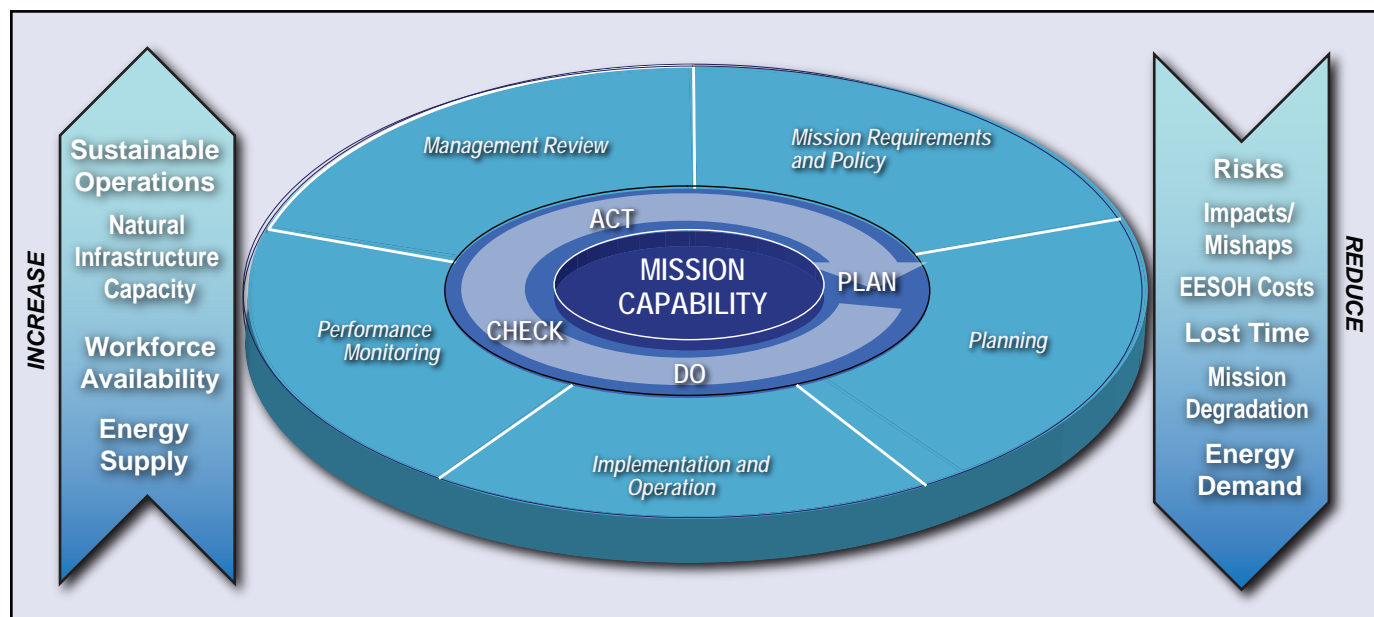 INCREASE
Sustainable
Operations
Natural
Infrastructure
Capacity
Workforce
Availability
Energy
Supply
Management Review
Mission Requirements
and Policy
Performance
Monitoring
Planning
Implementation and
Operation
ACT
PLAN
CHECK
DO
MISSION
CAPABILITY
Risks
Impacts/
Mishaps
EESOH Costs
Lost Time
Mission
Degradation
Energy
Demand
REDUCE